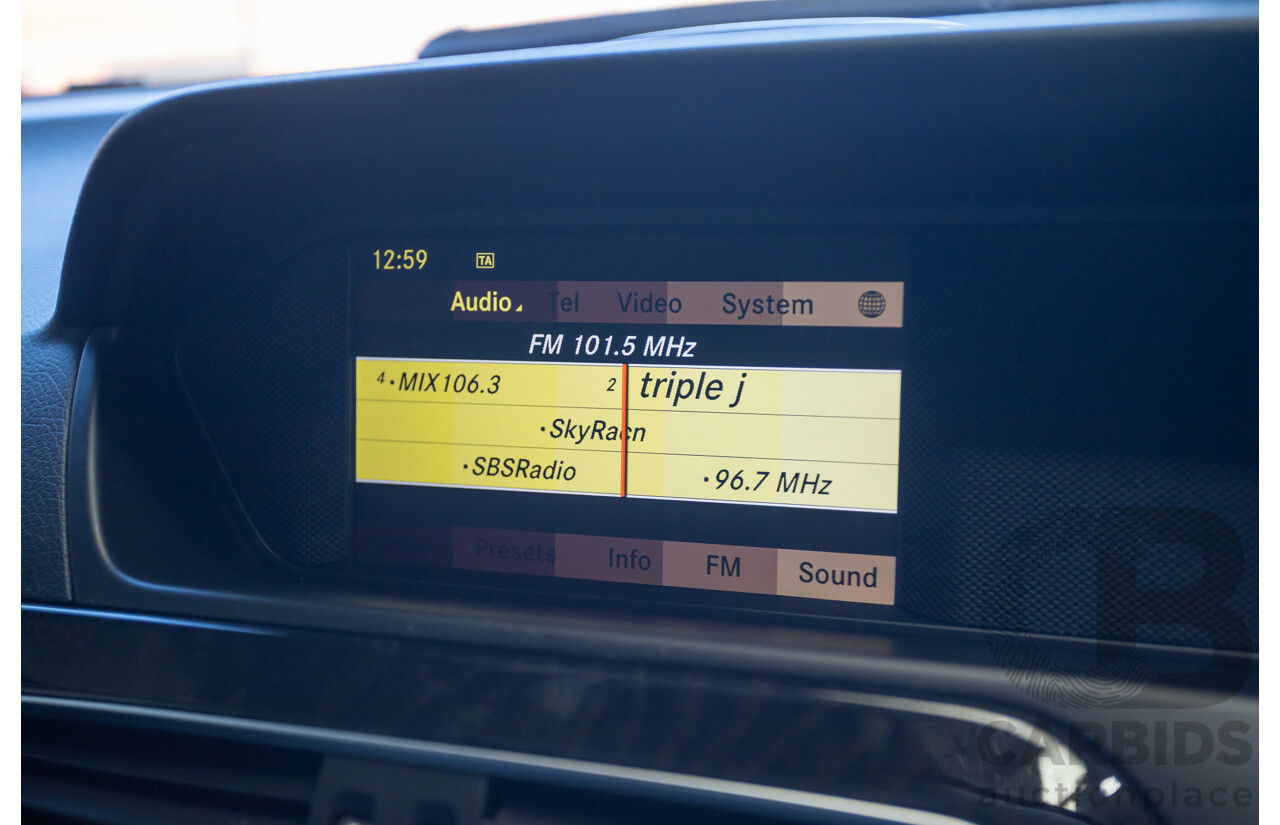 12:59 TA
Audio Tel Video System
FM 101.5 MHz
4 •MIX106.3 2 triple j
•SkyRacn
•SBSRadio •96.7 MHz
Presets Info FM Sound
CB
CARBIDS
auctionplace